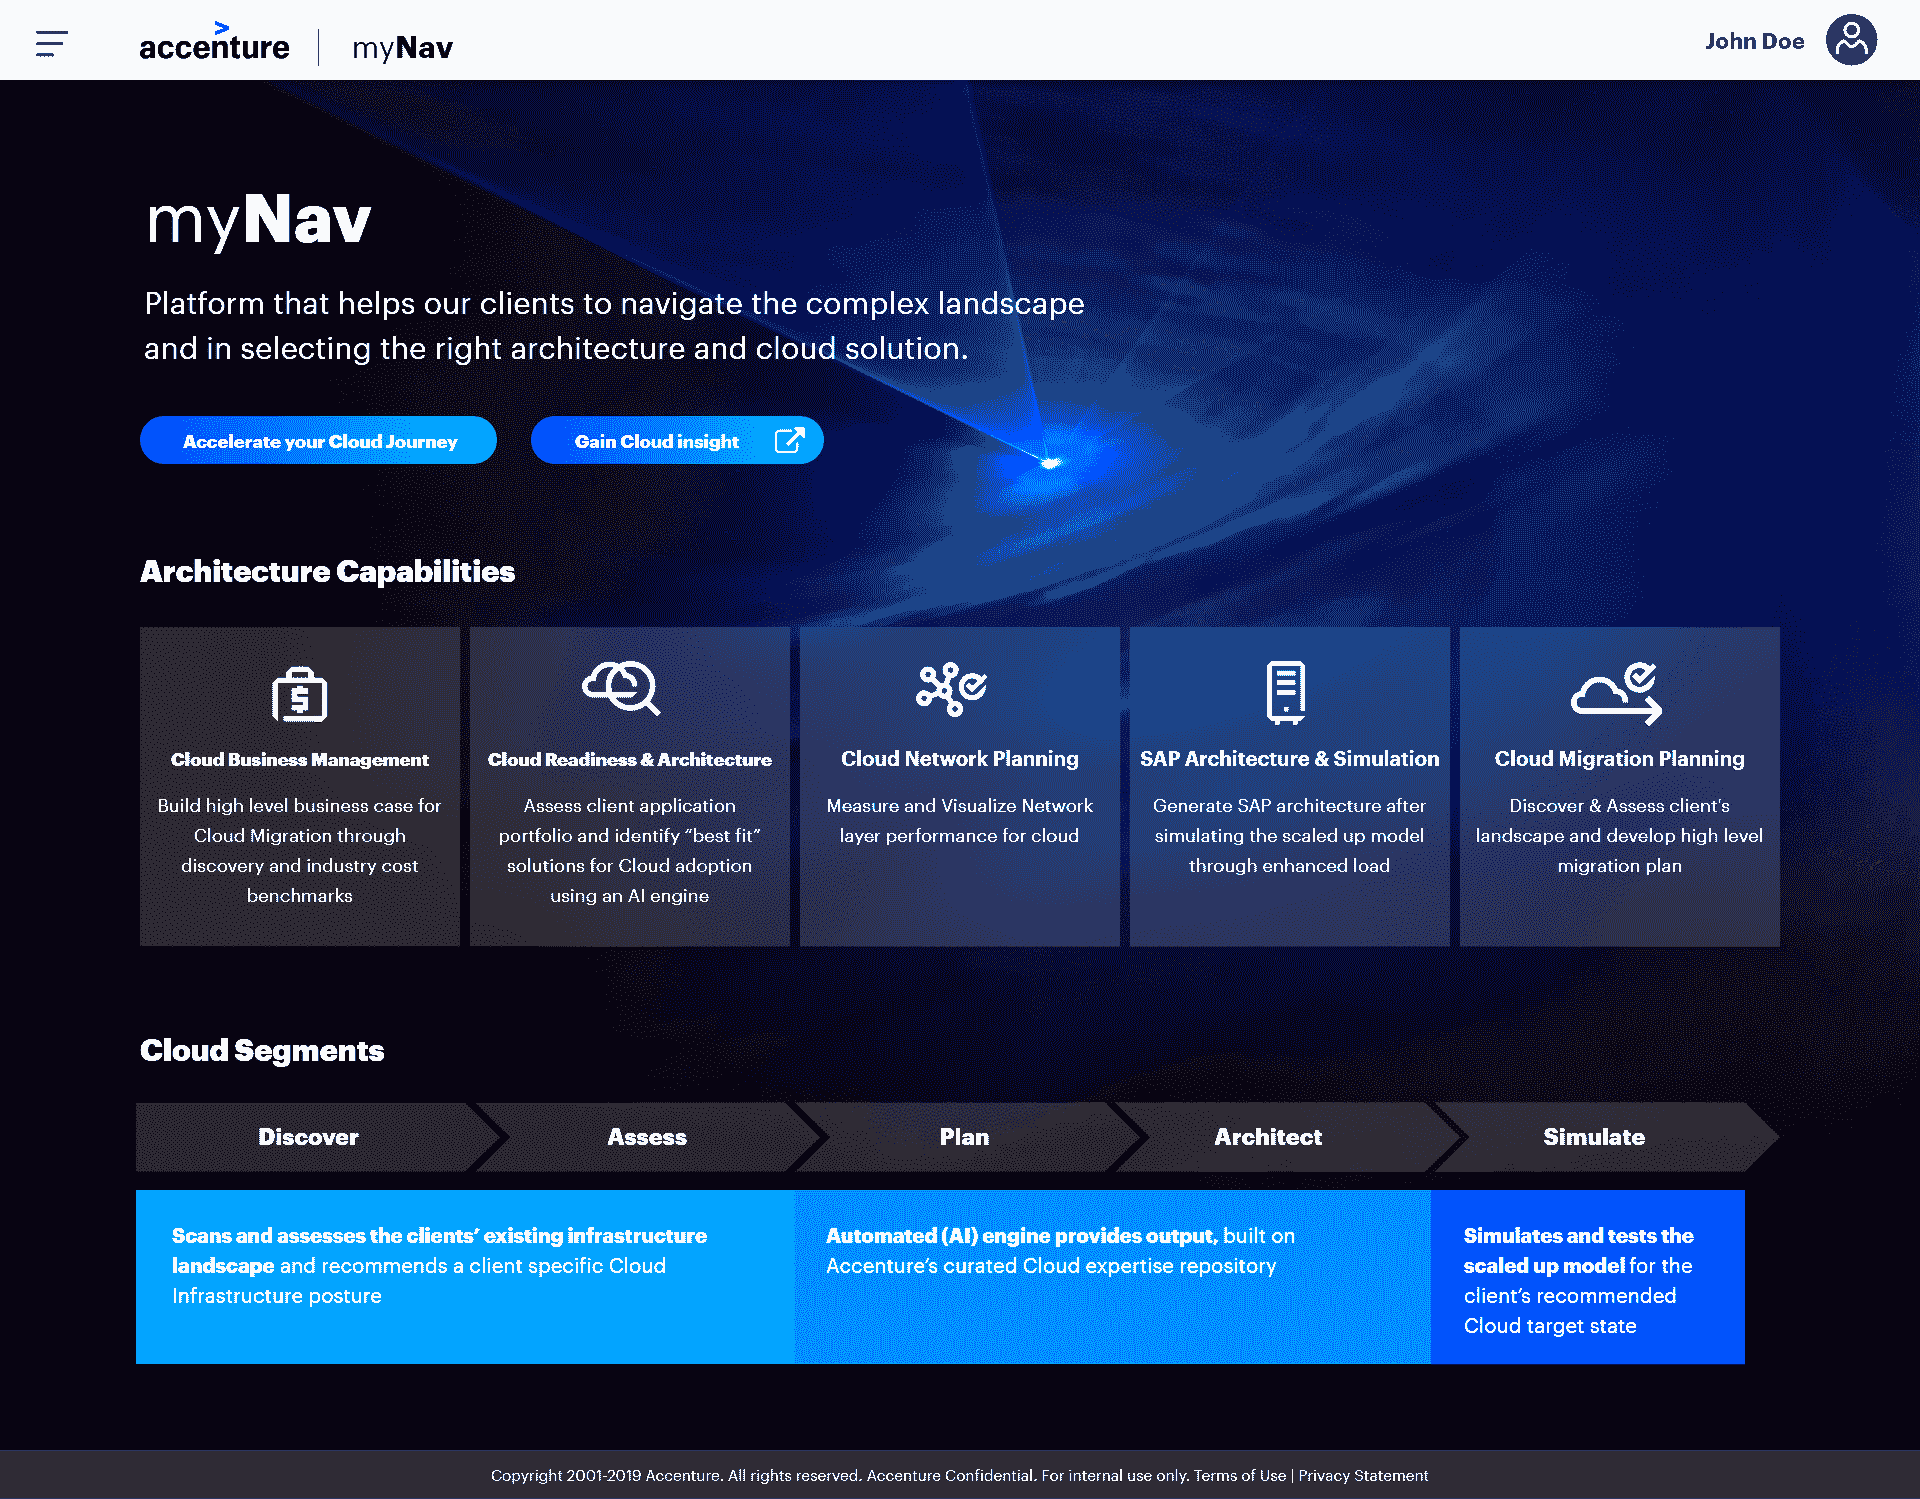 accenture
myNav
John Doe
myNav
Platform that helps our clients to navigate the complex landscape
and in selecting the right architecture and cloud solution.
Accelerate your Cloud Journey
Gain Cloud insight
Architecture Capabilities
Cloud Business Management
Build high level business case for
Cloud Migration through
discovery and industry cost
benchmarks
Cloud Readiness & Architecture
Assess client application
portfolio and identify “best fit”
solutions for Cloud adoption
using an AI engine
Cloud Network Planning
Measure and Visualize Network
layer performance for cloud
SAP Architecture & Simulation
Generate SAP architecture after
simulating the scaled up model
through enhanced load
Cloud Migration Planning
Discover & Assess client’s
landscape and develop high level
migration plan
Cloud Segments
Discover
Assess
Plan
Architect
Simulate
Scans and assesses the clients’ existing infrastructure
landscape and recommends a client specific Cloud
Infrastructure posture
Automated (AI) engine provides output, built on
Accenture’s curated Cloud expertise repository
Simulates and tests the
scaled up model for the
client’s recommended
Cloud target state
Copyright 2001-2019 Accenture. All rights reserved. Accenture Confidential. For internal use only. Terms of Use | Privacy Statement